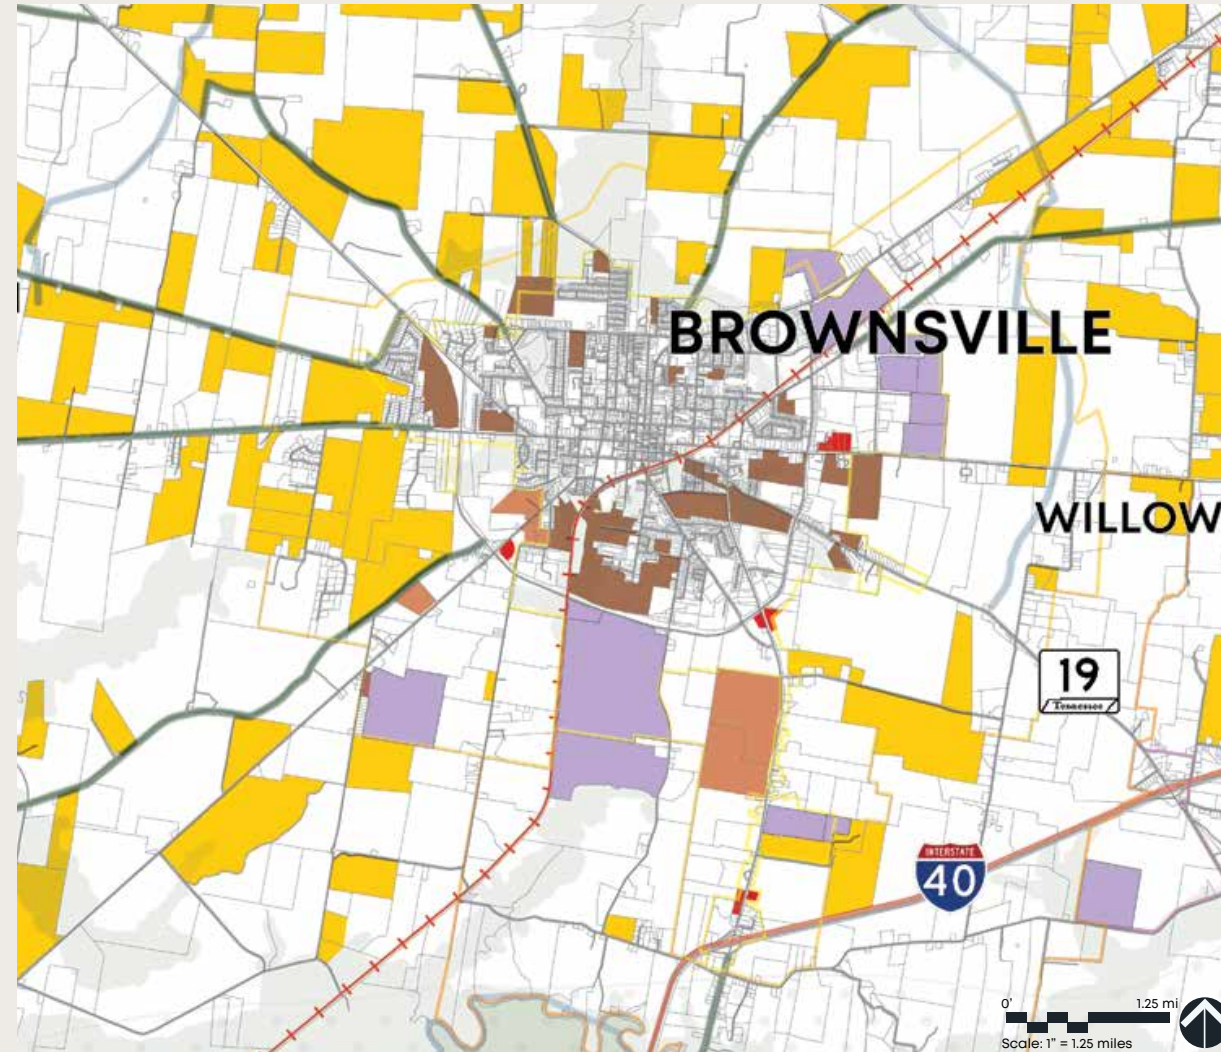 BROWNSVILLE
WILLOW
19
Tennessee
INTERSTATE
40
0'
1.25 mi
Scale: 1" = 1.25 miles